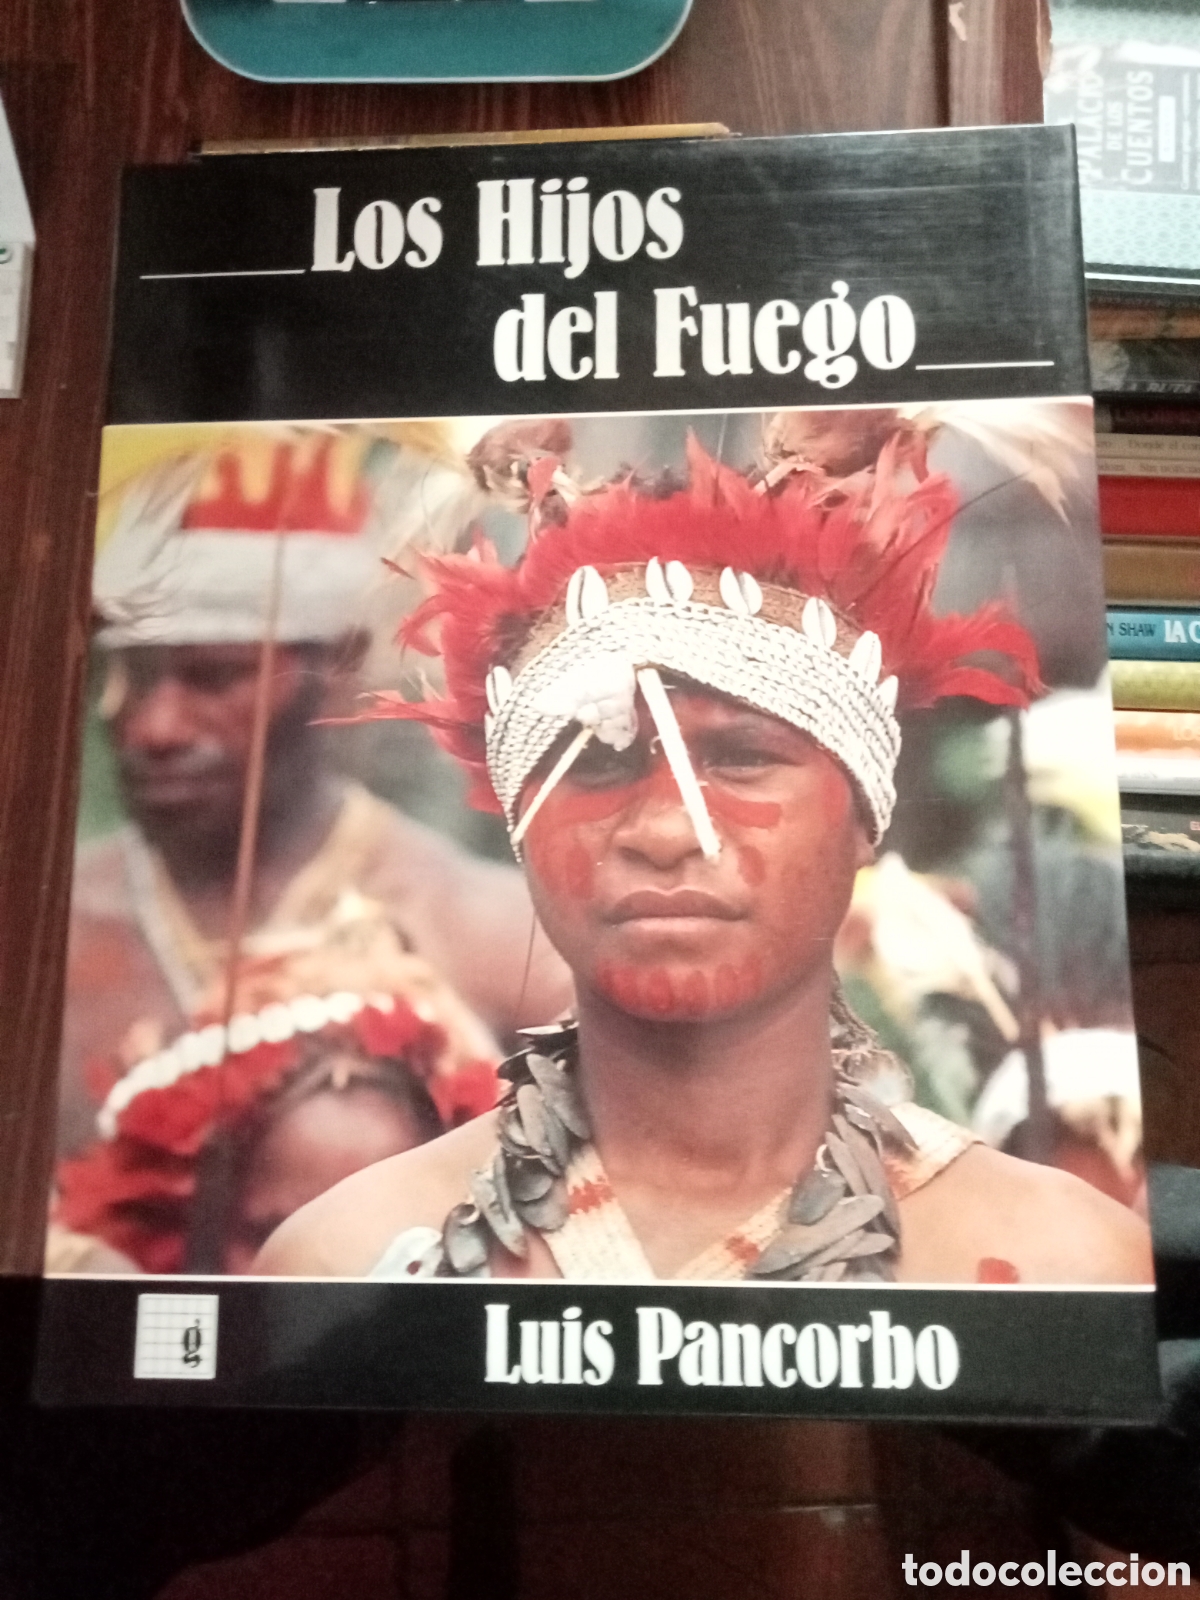 Los Hijos
del Fuego
g
Luis Pancorbo
PALACIO
DE LOS
CUENTOS
N SHAW
todocoleccion